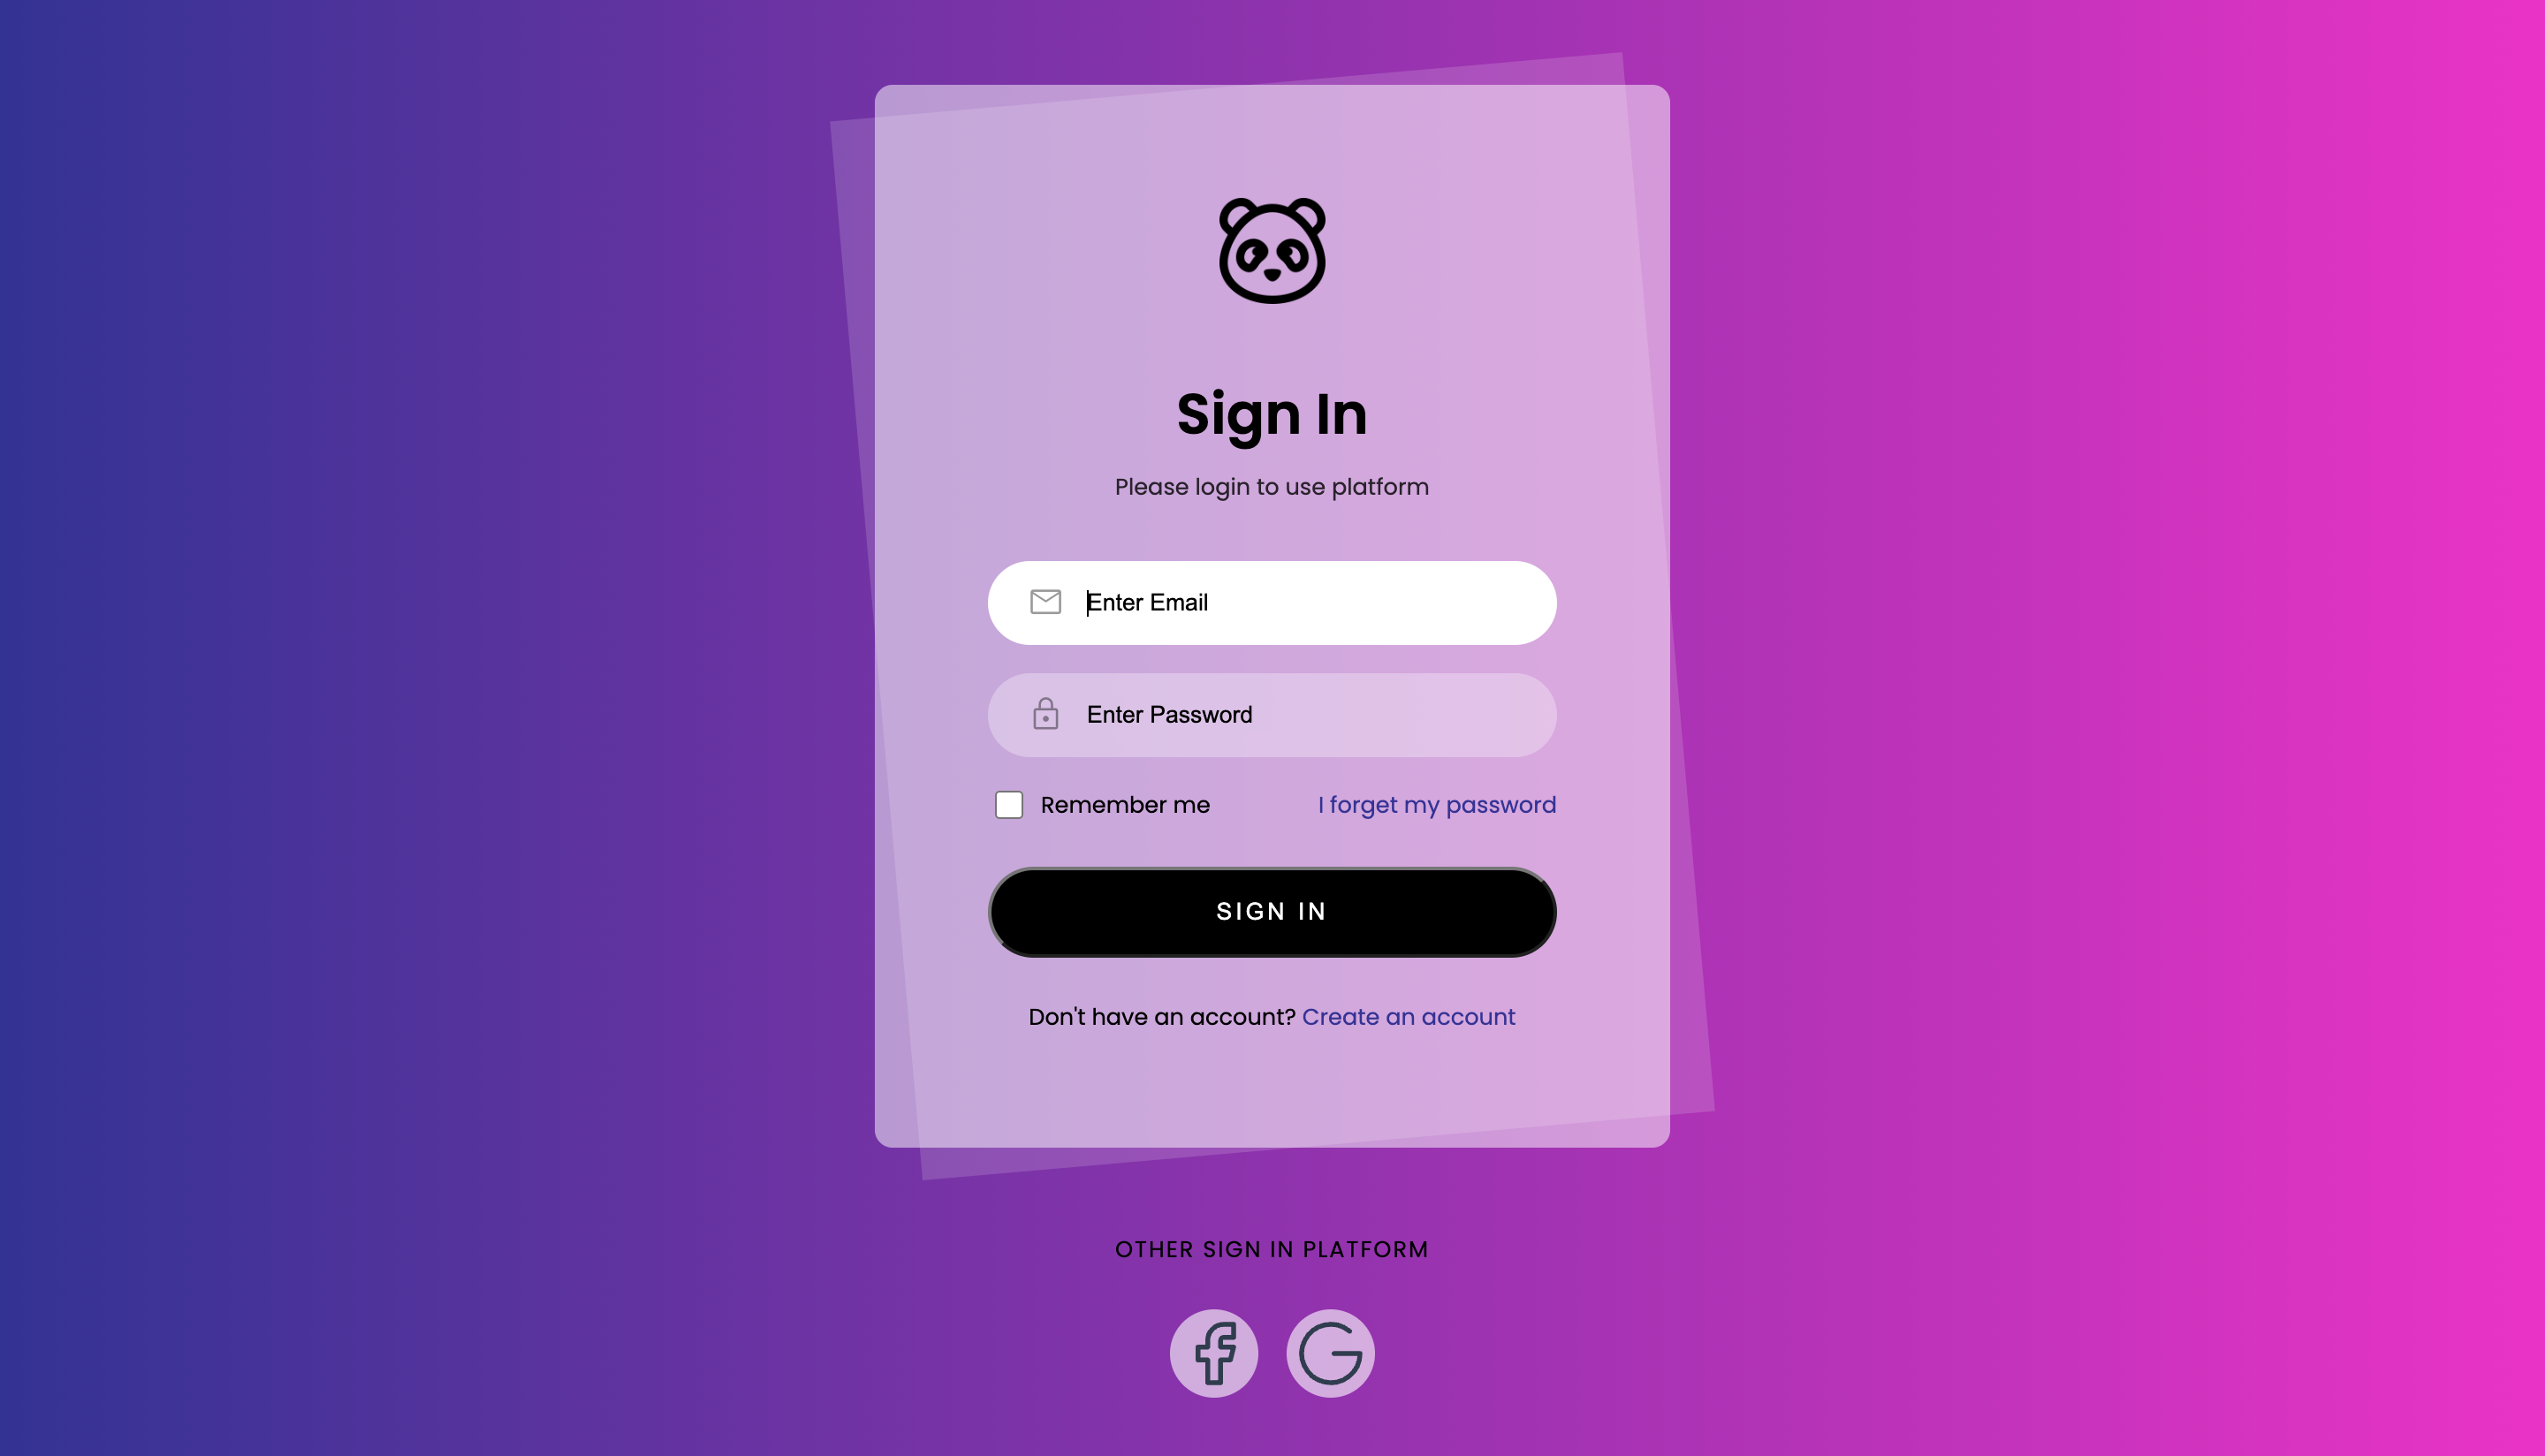 Sign In
Please login to use platform
Enter Email
Enter Password
Remember me I forget my password
SIGN IN
Don't have an account? Create an account
OTHER SIGN IN PLATFORM